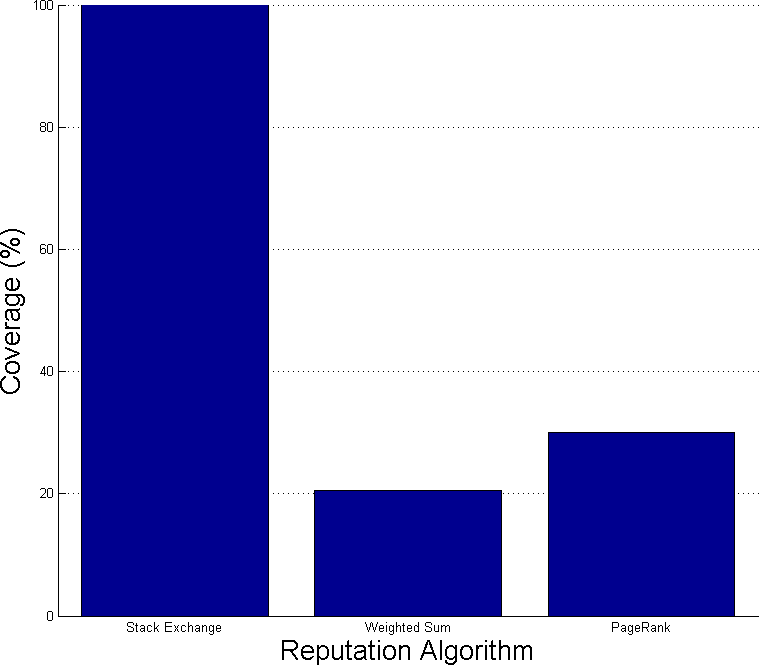 100
80
60
40
20
0
Coverage (%)
Stack Exchange
Weighted Sum
PageRank
Reputation Algorithm